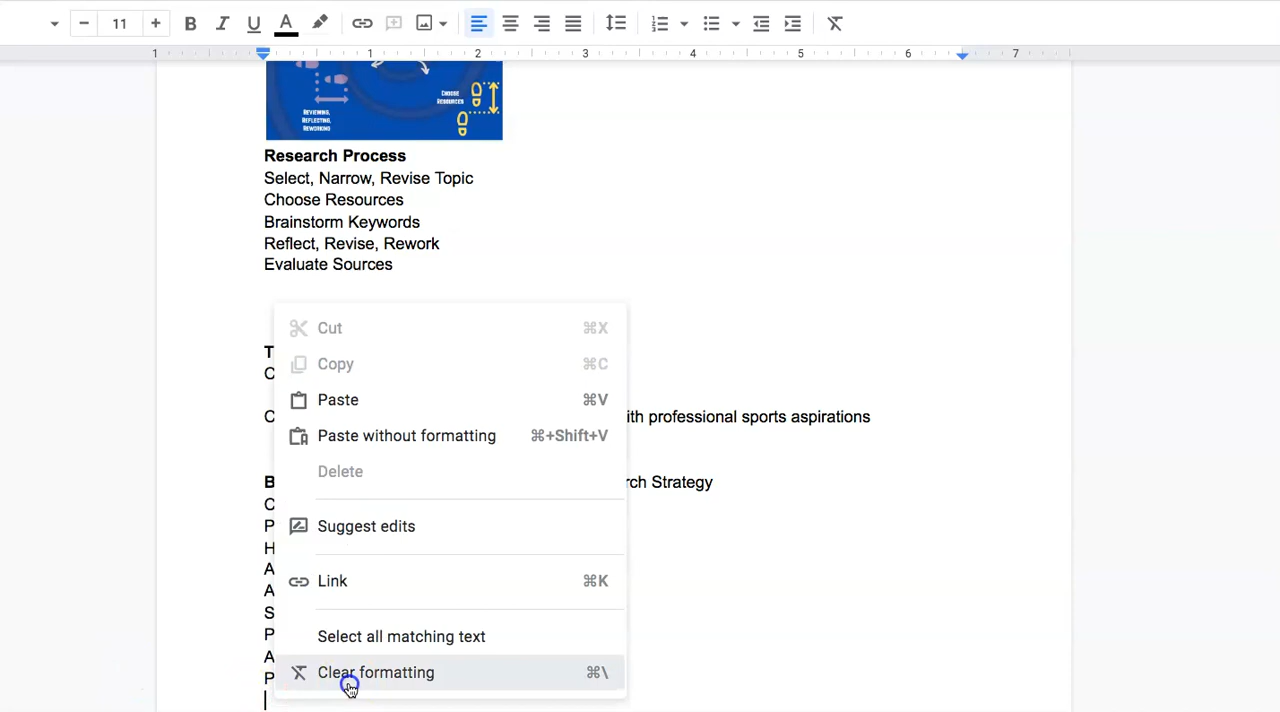 11
1 1 2 3 4 5 6 7
CHOOSE
RESOURCES
REVIEWING,
REFLECTING,
REWORKING
Research Process
Select, Narrow, Revise Topic
Choose Resources
Brainstorm Keywords
Reflect, Revise, Rework
Evaluate Sources
Cut ⌘X
T
Copy ⌘C
C
Paste ⌘V
C ith professional sports aspirations
Paste without formatting ⌘+Shift+V
Delete
B rch Strategy
C
P
Suggest edits
H
A
Link ⌘K
A
S
P
Select all matching text
A
Clear formatting ⌘\
P